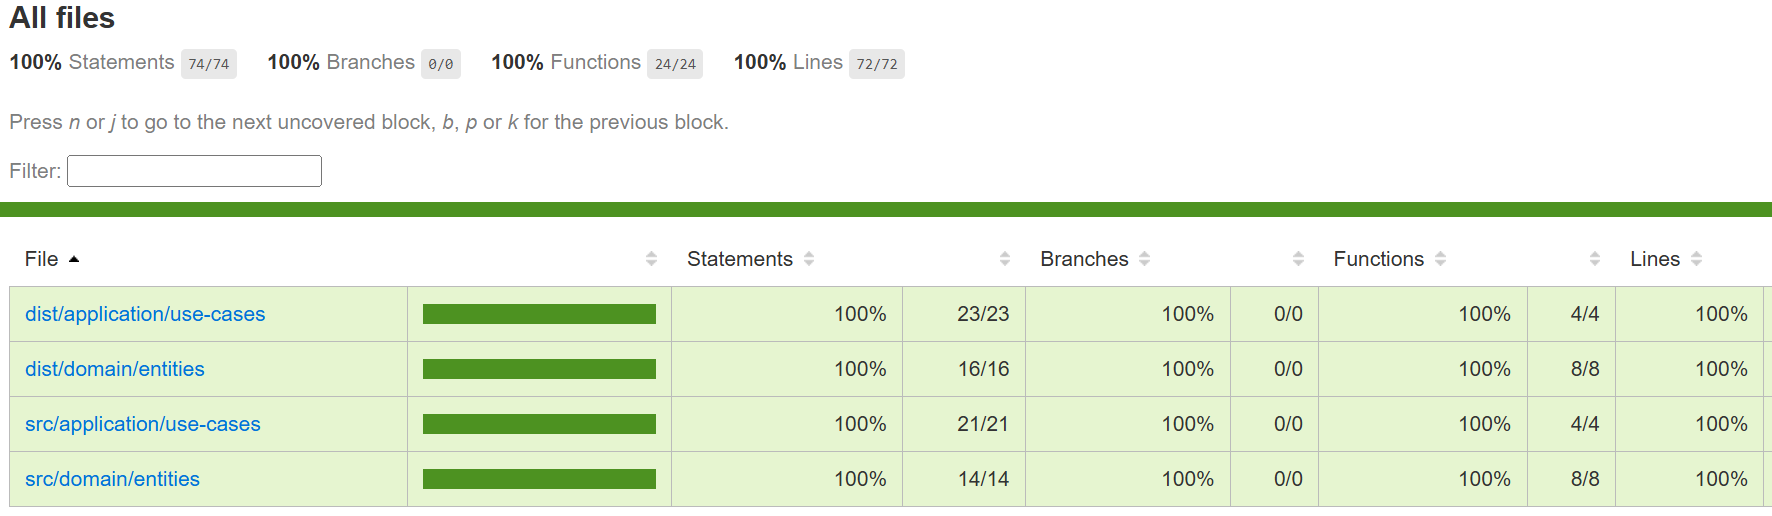 All files
100% Statements 74/74 100% Branches 0/0 100% Functions 24/24 100% Lines 72/72
Press n or j to go to the next uncovered block, b, p or k for the previous block.
Filter:
File Statements Branches Functions Lines
dist/application/use-cases 100% 23/23 100% 0/0 100% 4/4 100%
dist/domain/entities 100% 16/16 100% 0/0 100% 8/8 100%
src/application/use-cases 100% 21/21 100% 0/0 100% 4/4 100%
src/domain/entities 100% 14/14 100% 0/0 100% 8/8 100%